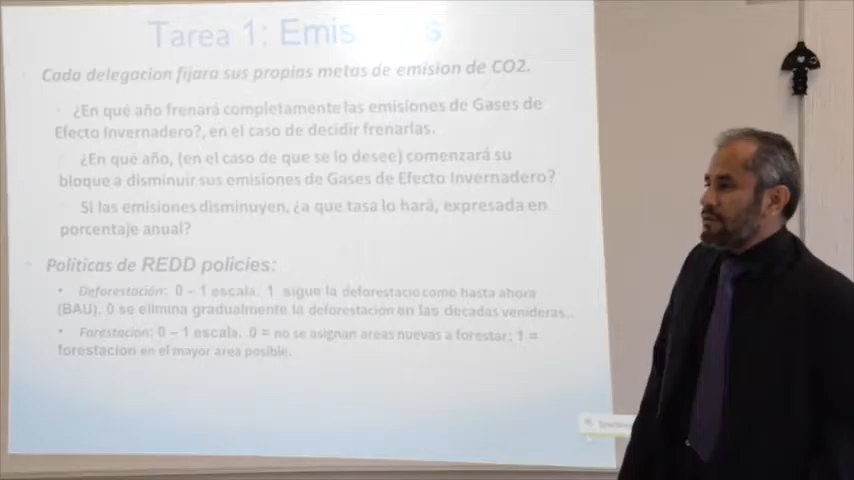 Tarea 1: Emis
Cada delegacion fijara sus propias metas de emision de CO2.
¿En qué año frenará completamente las emisiones de Gases de
Efecto Invernadero?, en el caso de decidir frenarlas.
¿En qué año, (en el caso de que se lo desee) comenzará su
bloque a disminuir sus emisiones de Gases de Efecto Invernadero?
Si las emisiones disminuyen, ¿a que tasa lo hará, expresada en
porcentaje anual?
Políticas de REDD policies:
• Deforestación: 0 – 1 escala. 1 sigue la deforestacio como hasta ahora
(BAU). 0 se elimina gradualmente la deforestación en las decadas venideras..
• Forestación: 0 – 1 escala. 0 = no se asignan areas nuevas a forestar; 1 =
forestacion en el mayor area posible.